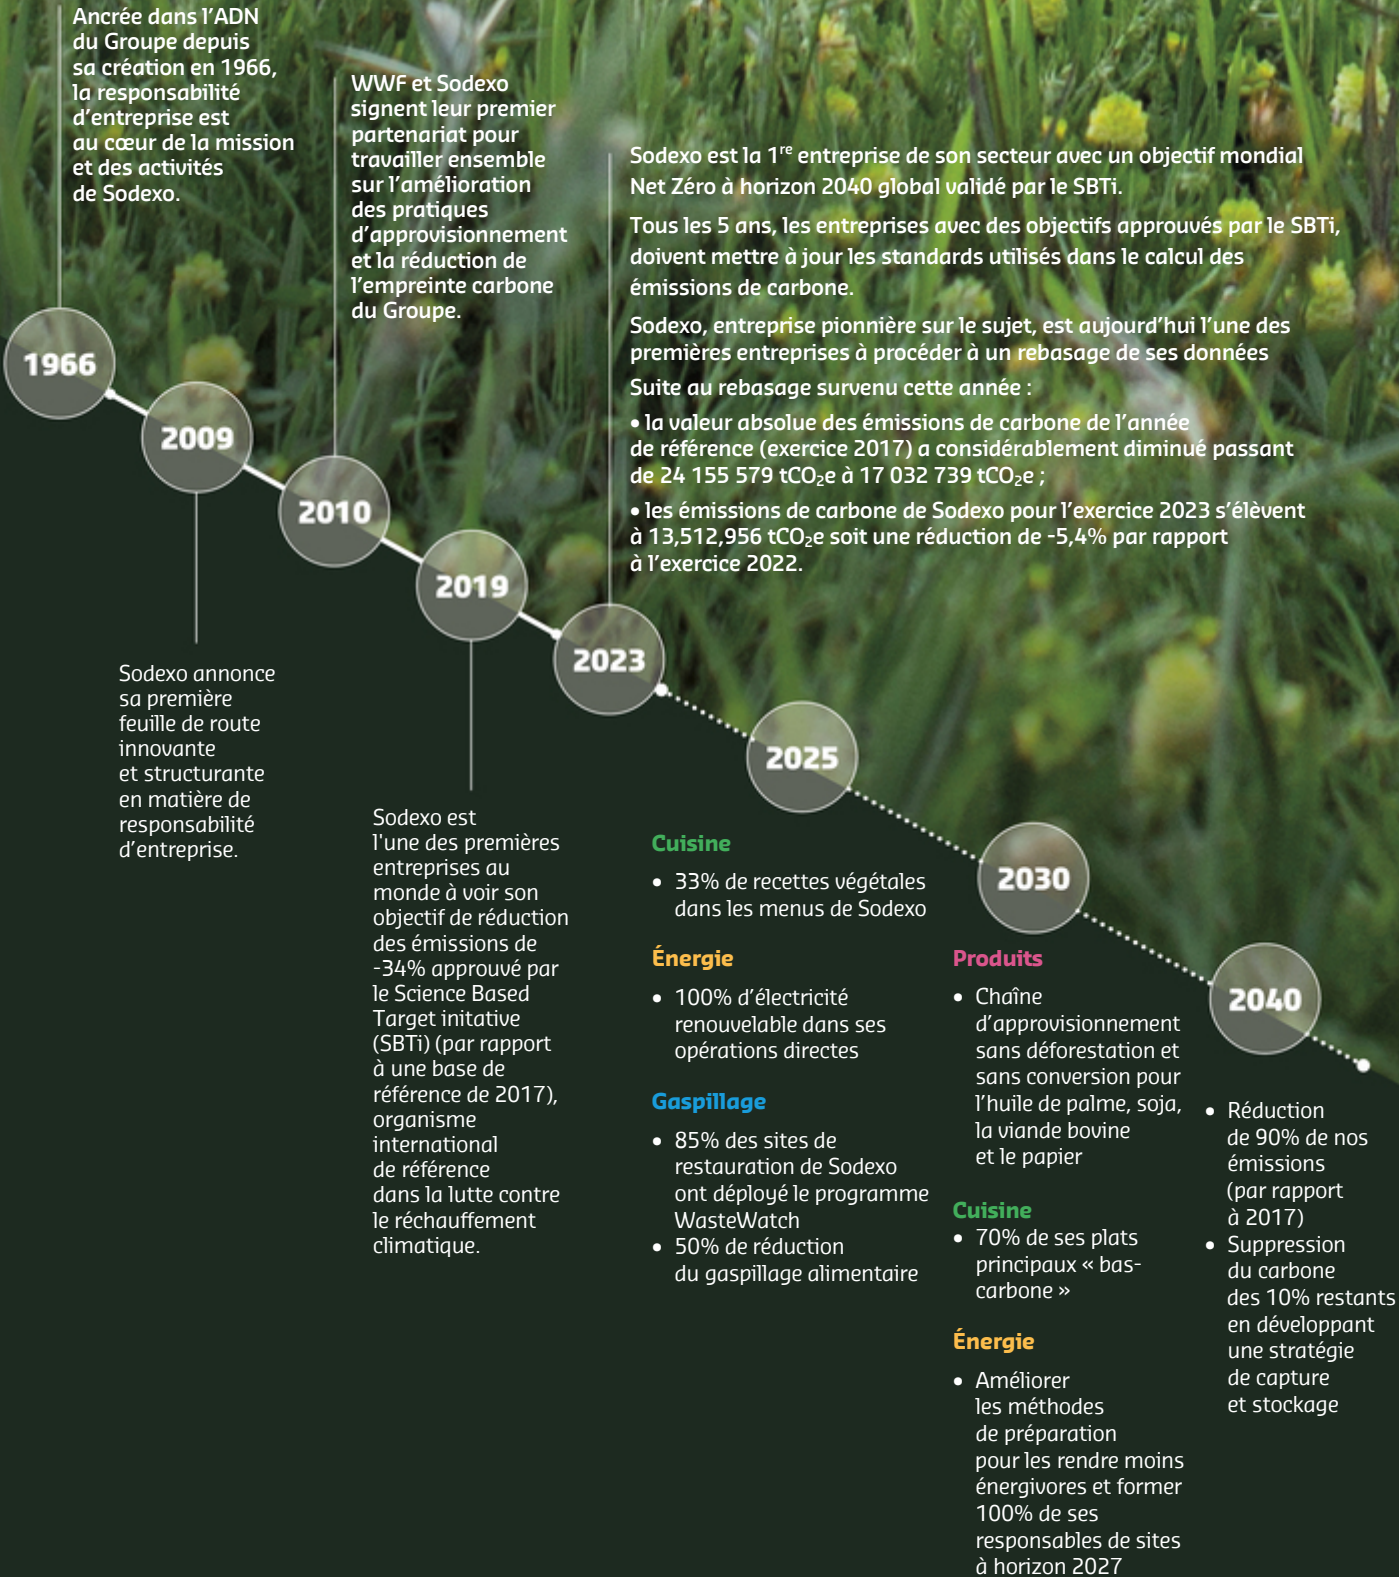 Ancrée dans l’ADN
du Groupe depuis
sa création en 1966,
la responsabilité
d’entreprise est
au cœur de la mission
et des activités
de Sodexo.
1966
2009
Sodexo annonce
sa première
feuille de route
innovante
et structurante
en matière de
responsabilité
d’entreprise.
WWF et Sodexo
signent leur premier
partenariat pour
travailler ensemble
sur l’amélioration
des pratiques
d’approvisionnement
et la réduction de
l’empreinte carbone
du Groupe.
2010
2019
Sodexo est
l'une des premières
entreprises au
monde à voir son
objectif de réduction
des émissions de
-34% approuvé par
le Science Based
Target initative
(SBTi) (par rapport
à une base de
référence de 2017),
organisme
international
de référence
dans la lutte contre
le réchauffement
climatique.
Sodexo est la 1re entreprise de son secteur avec un objectif mondial
Net Zéro à horizon 2040 global validé par le SBTi.
Tous les 5 ans, les entreprises avec des objectifs approuvés par le SBTi,
doivent mettre à jour les standards utilisés dans le calcul des
émissions de carbone.
Sodexo, entreprise pionnière sur le sujet, est aujourd’hui l’une des
premières entreprises à procéder à un rebasage de ses données
Suite au rebasage survenu cette année :
• la valeur absolue des émissions de carbone de l’année
de référence (exercice 2017) a considérablement diminué passant
de 24 155 579 tCO₂e à 17 032 739 tCO₂e ;
• les émissions de carbone de Sodexo pour l’exercice 2023 s’élèvent
à 13,512,956 tCO₂e soit une réduction de -5,4% par rapport
à l’exercice 2022.
2023
2025
Cuisine
• 33% de recettes végétales
dans les menus de Sodexo
Énergie
• 100% d’électricité
renouvelable dans ses
opérations directes
Gaspillage
• 85% des sites de
restauration de Sodexo
ont déployé le programme
WasteWatch
• 50% de réduction
du gaspillage alimentaire
2030
Produits
• Chaîne
d’approvisionnement
sans déforestation et
sans conversion pour
l’huile de palme, soja,
la viande bovine
et le papier
Cuisine
• 70% de ses plats
principaux « bas-
carbone »
Énergie
• Améliorer
les méthodes
de préparation
pour les rendre moins
énergivores et former
100% de ses
responsables de sites
à horizon 2027
2040
• Réduction
de 90% de nos
émissions
(par rapport
à 2017)
• Suppression
du carbone
des 10% restants
en développant
une stratégie
de capture
et stockage